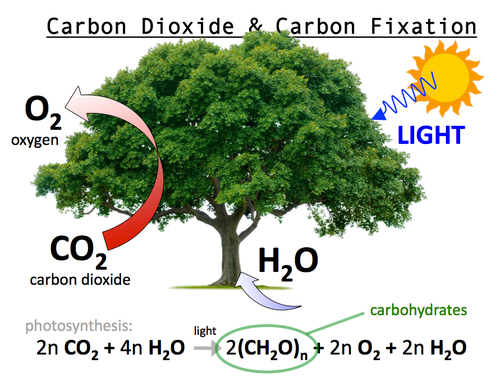 Carbon Dioxide & Carbon Fixation
O₂
oxygen
LIGHT
CO₂
carbon dioxide
H₂O
carbohydrates
photosynthesis:
light
2n CO₂ + 4n H₂O → 2(CH₂O)ₙ + 2n O₂ + 2n H₂O